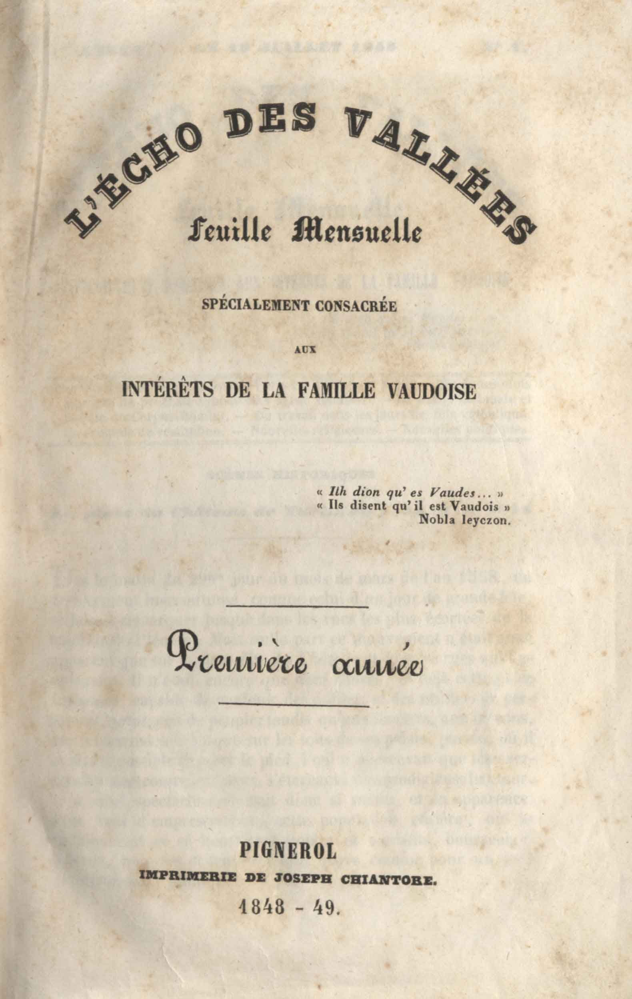 L'ÉCHO DES VALLÉES
Feuille Mensuelle
SPÉCIALEMENT CONSACRÉE
AUX
INTÉRÊTS DE LA FAMILLE VAUDOISE
« Ilh dion qu' es Vaudes... »
« Ils disent qu' il est Vaudois »
Nobla leyczon.
Première année
PIGNEROL
IMPRIMERIE DE JOSEPH CHIANTORE.
1848 - 49.